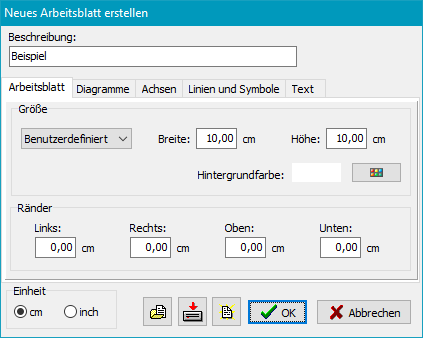 Neues Arbeitsblatt erstellen
Beschreibung:
Beispiel
Arbeitsblatt Diagramme Achsen Linien und Symbole Text
Größe
Benutzerdefiniert Breite: 10,00 cm Höhe: 10,00 cm
Hintergrundfarbe:
Ränder
Links: Rechts: Oben: Unten:
0,00 cm 0,00 cm 0,00 cm 0,00 cm
Einheit
cm inch OK Abbrechen